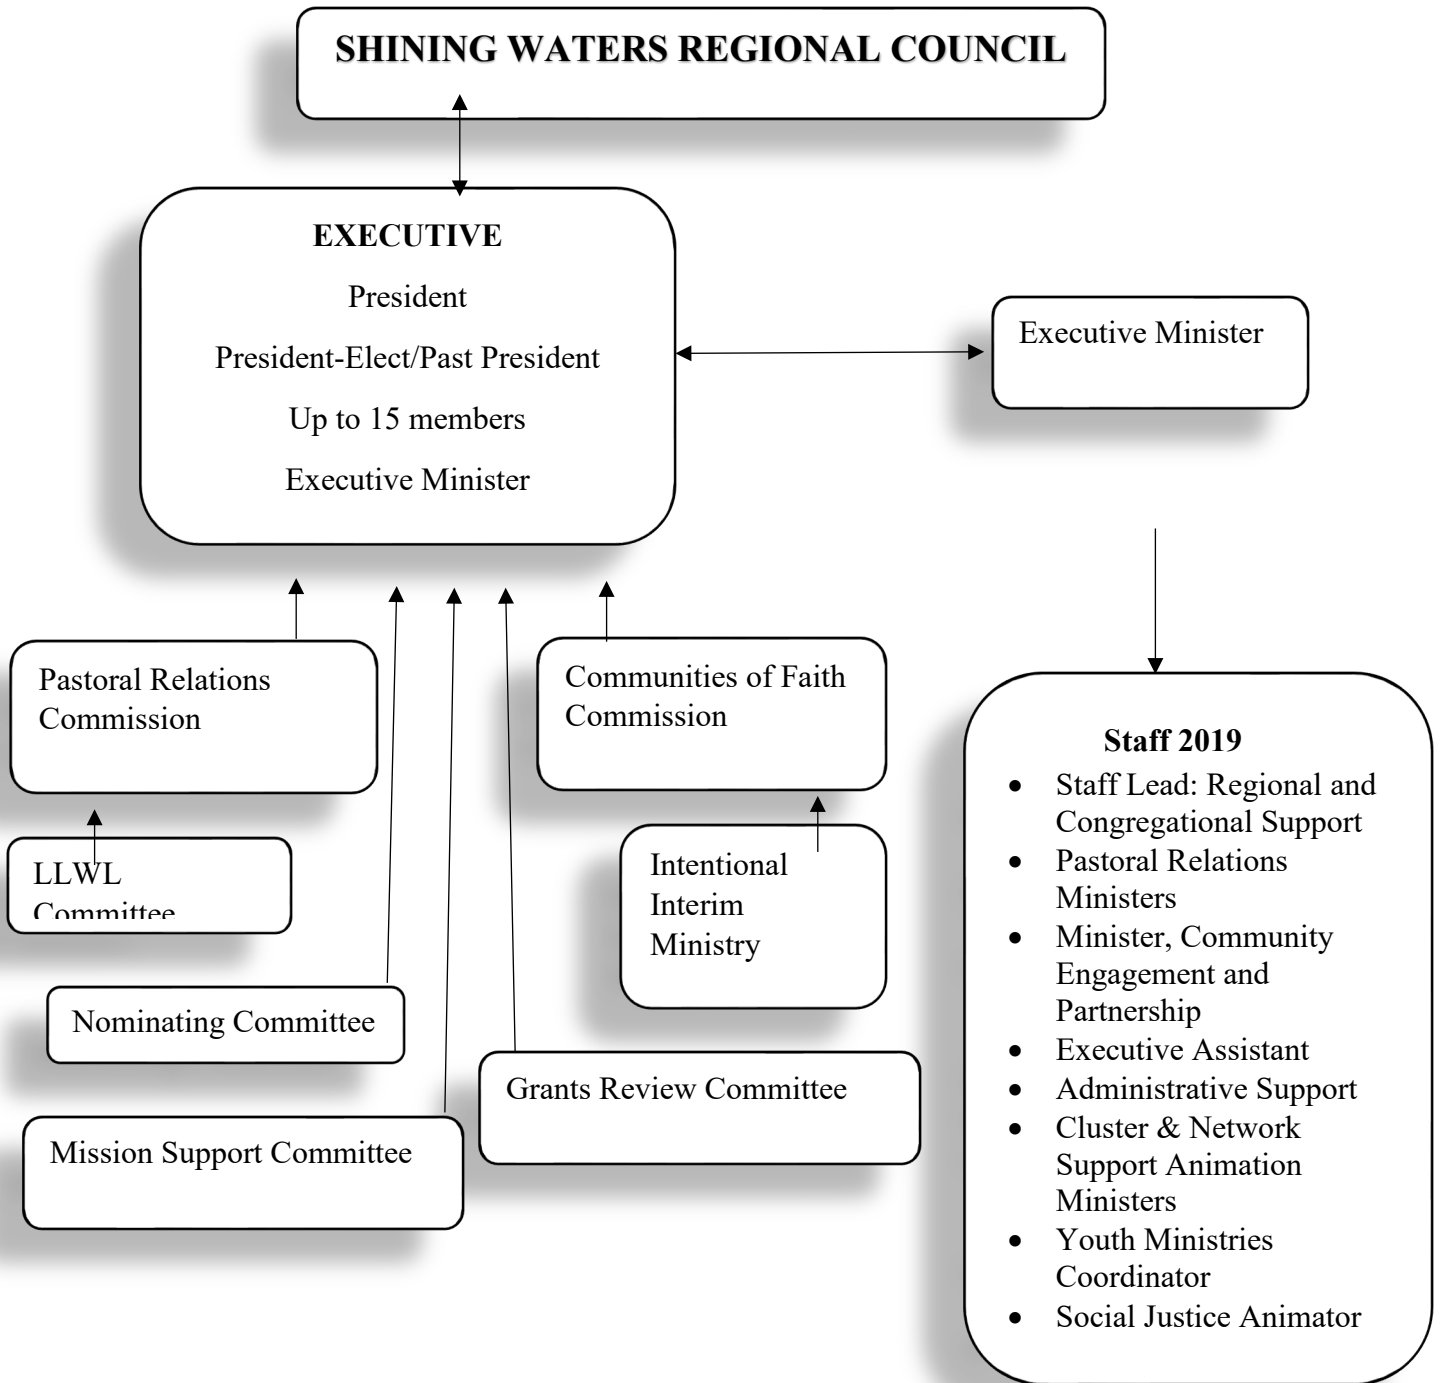 SHINING WATERS REGIONAL COUNCIL
EXECUTIVE
President
President-Elect/Past President
Up to 15 members
Executive Minister
Executive Minister
Pastoral Relations
Commission
Communities of Faith
Commission
LLWL
Committee
Intentional
Interim
Ministry
Nominating Committee
Grants Review Committee
Mission Support Committee
Staff 2019
• Staff Lead: Regional and
Congregational Support
• Pastoral Relations
Ministers
• Minister, Community
Engagement and
Partnership
• Executive Assistant
• Administrative Support
• Cluster & Network
Support Animation
Ministers
• Youth Ministries
Coordinator
• Social Justice Animator